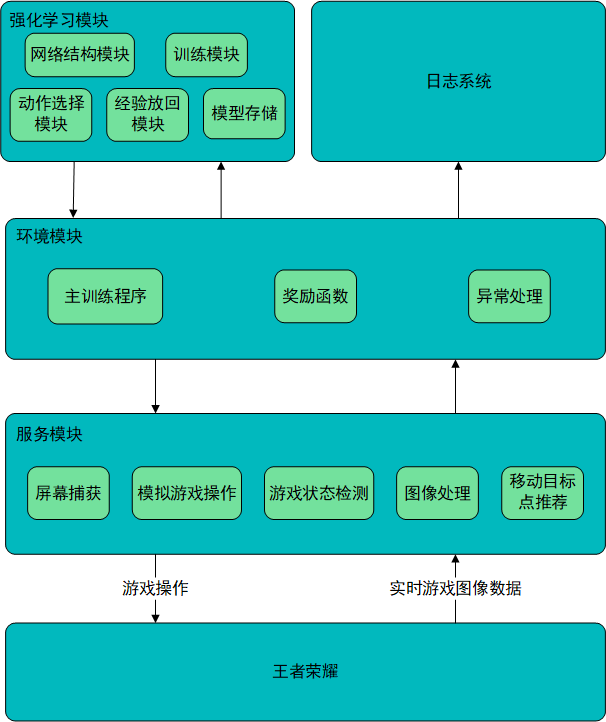 强化学习模块
网络结构模块
训练模块
动作选择
模块
经验放回
模块
模型存储
日志系统
环境模块
主训练程序
奖励函数
异常处理
服务模块
屏幕捕获
模拟游戏操作
游戏状态检测
图像处理
移动目标
点推荐
游戏操作
实时游戏图像数据
王者荣耀